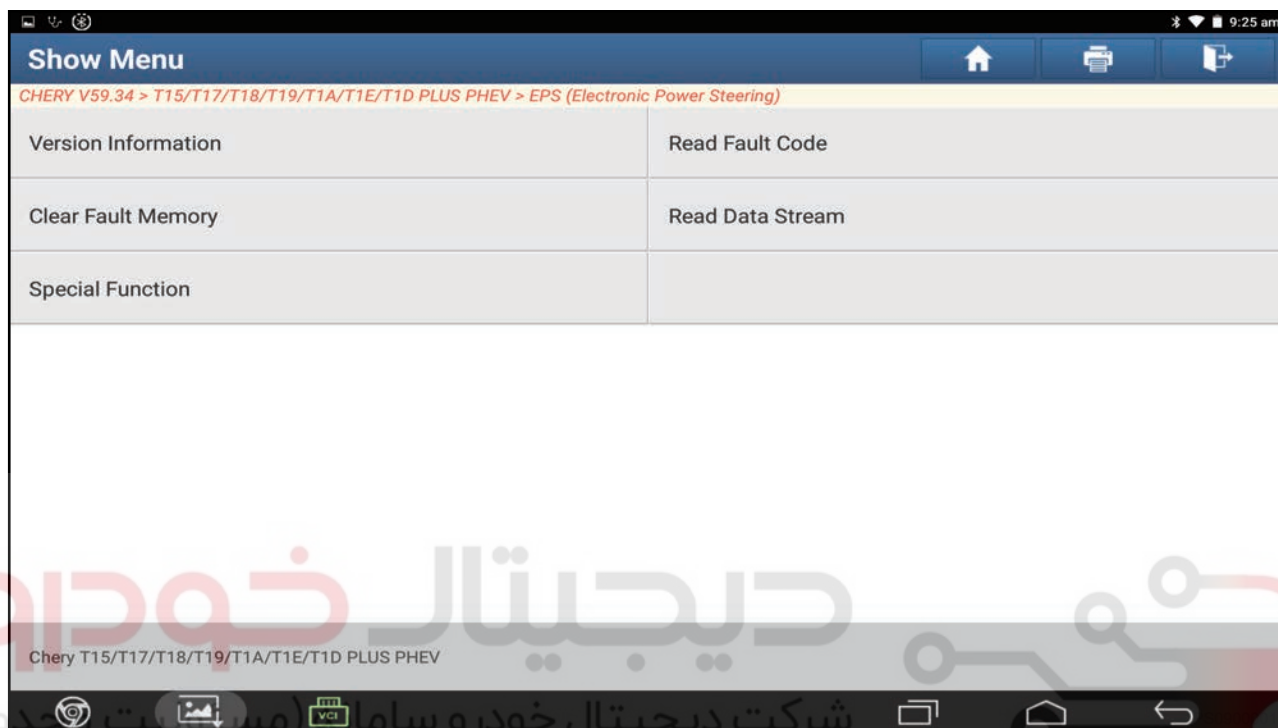 9:25 am
Show Menu
CHERY V59.34 > T15/T17/T18/T19/T1A/T1E/T1D PLUS PHEV > EPS (Electronic Power Steering)
Version Information
Read Fault Code
Clear Fault Memory
Read Data Stream
Special Function
دیجیتال خودرو
Chery T15/T17/T18/T19/T1A/T1E/T1D PLUS PHEV
VCI
شرکت دیجیتال خودرو سامانه